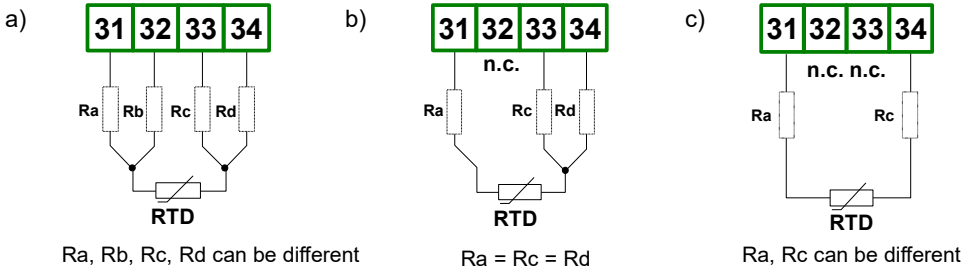 a)
31 32 33 34
Ra Rb Rc Rd
RTD
Ra, Rb, Rc, Rd can be different
b)
31 32 33 34
n.c.
Ra Rc Rd
RTD
Ra = Rc = Rd
c)
31 32 33 34
n.c. n.c.
Ra Rc
RTD
Ra, Rc can be different